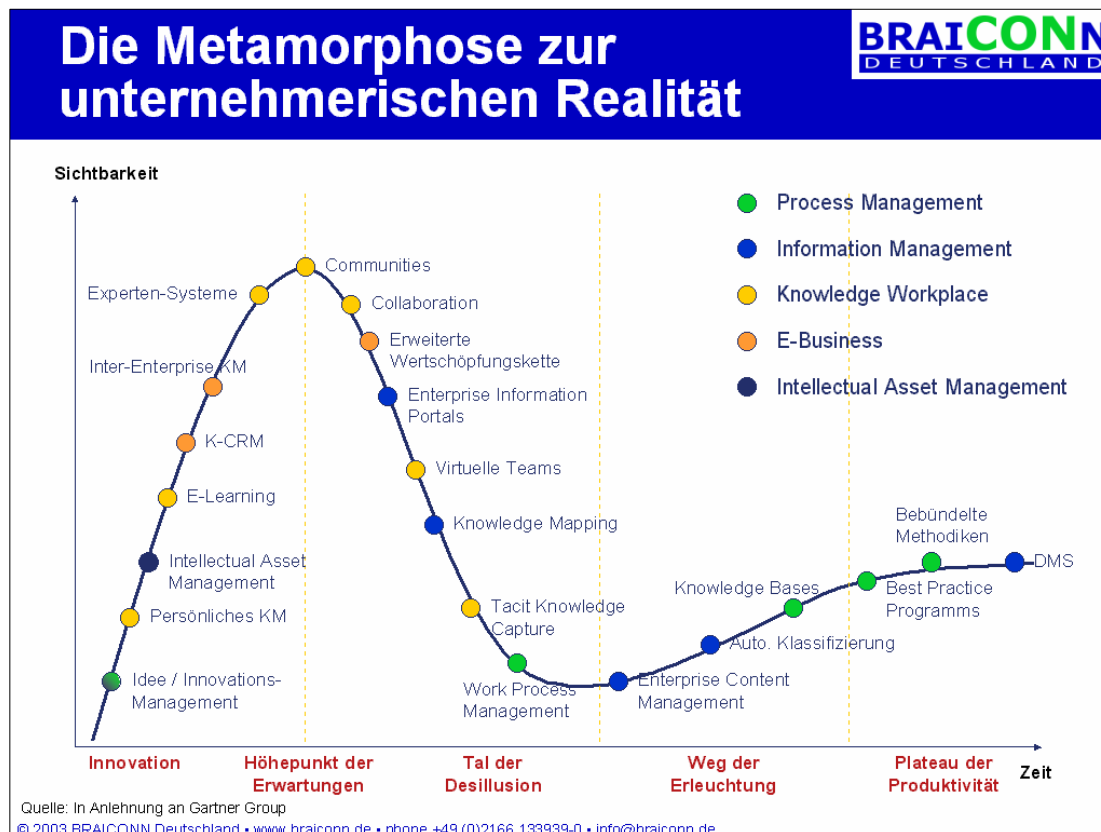 Die Metamorphose zur
unternehmerischen Realität
BRAICONN
DEUTSCHLAND
Sichtbarkeit
Process Management
Information Management
Knowledge Workplace
E-Business
Intellectual Asset Management
Communities
Experten-Systeme
Collaboration
Erweiterte
Wertschöpfungskette
Inter-Enterprise KM
Enterprise Information
Portals
K-CRM
Virtuelle Teams
E-Learning
Knowledge Mapping
Intellectual Asset
Management
Persönliches KM
Tacit Knowledge
Capture
Idee / Innovations-
Management
Work Process
Management
Enterprise Content
Management
Auto. Klassifizierung
Knowledge Bases
Best Practice
Programms
Bebündelte
Methodiken
DMS
Innovation
Höhepunkt der
Erwartungen
Tal der
Desillusion
Weg der
Erleuchtung
Plateau der
Produktivität
Zeit
Quelle: In Anlehnung an Gartner Group
© 2003 BRAICONN Deutschland • www.braiconn.de • phone +49 (0)2166 133939-0 • info@braiconn.de